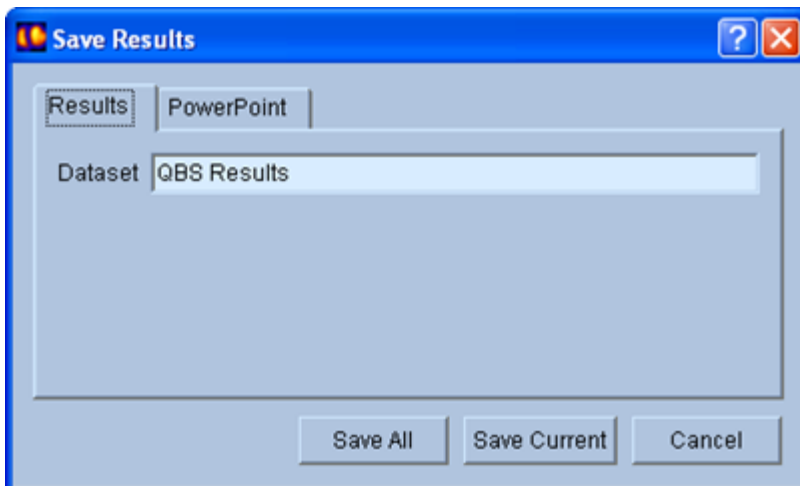 Save Results
Results PowerPoint
Dataset QBS Results
Save All Save Current Cancel